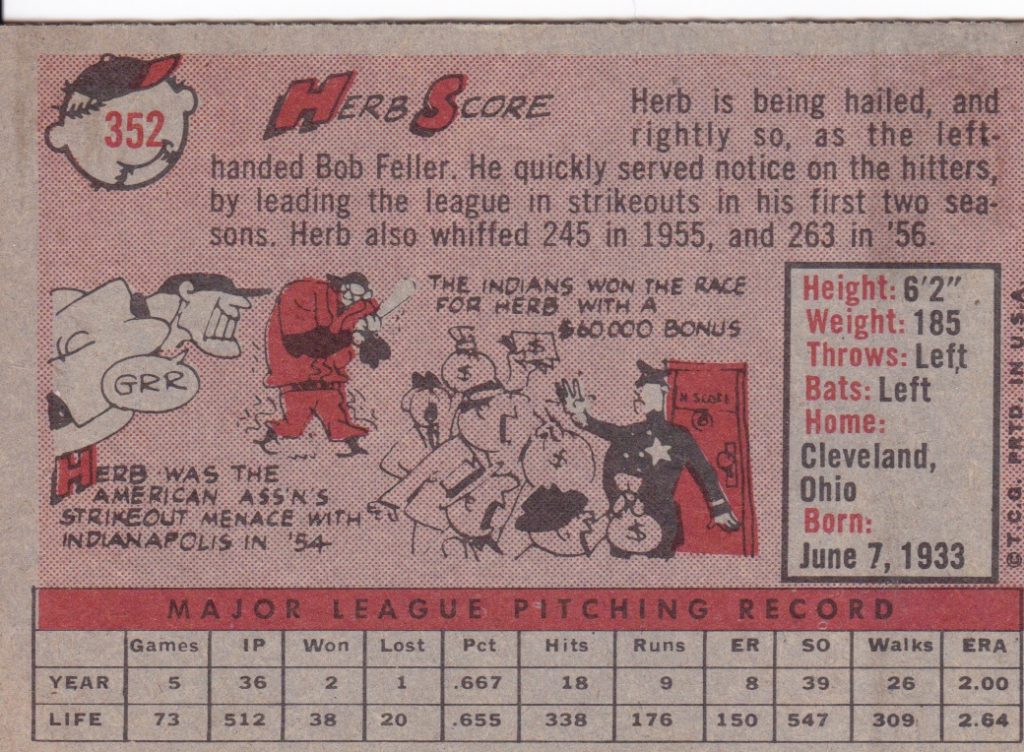 352
HERB SCORE
Herb is being hailed, and
rightly so, as the left-
handed Bob Feller. He quickly served notice on the hitters,
by leading the league in strikeouts in his first two sea-
sons. Herb also whiffed 245 in 1955, and 263 in '56.
THE INDIANS WON THE RACE
FOR HERB WITH A
$60.000 BONUS
GRR
$
$
$
$
H SCORE
HERB WAS THE
AMERICAN ASS'N'S
STRIKEOUT MENACE WITH
INDIANAPOLIS IN '54
Height: 6'2"
Weight: 185
Throws: Left
Bats: Left
Home:
Cleveland,
Ohio
Born:
June 7, 1933
© T.C.G. PRTD. IN U.S.A.
MAJOR LEAGUE PITCHING RECORD
Games IP Won Lost Pct Hits Runs ER SO Walks ERA
YEAR 5 36 2 1 .667 18 9 8 39 26 2.00
LIFE 73 512 38 20 .655 338 176 150 547 309 2.64